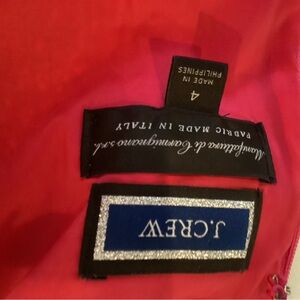 J.CREW
Manifattura di Carmignano s.r.l.
FABRIC MADE IN ITALY
4
MADE IN
PHILIPPINES